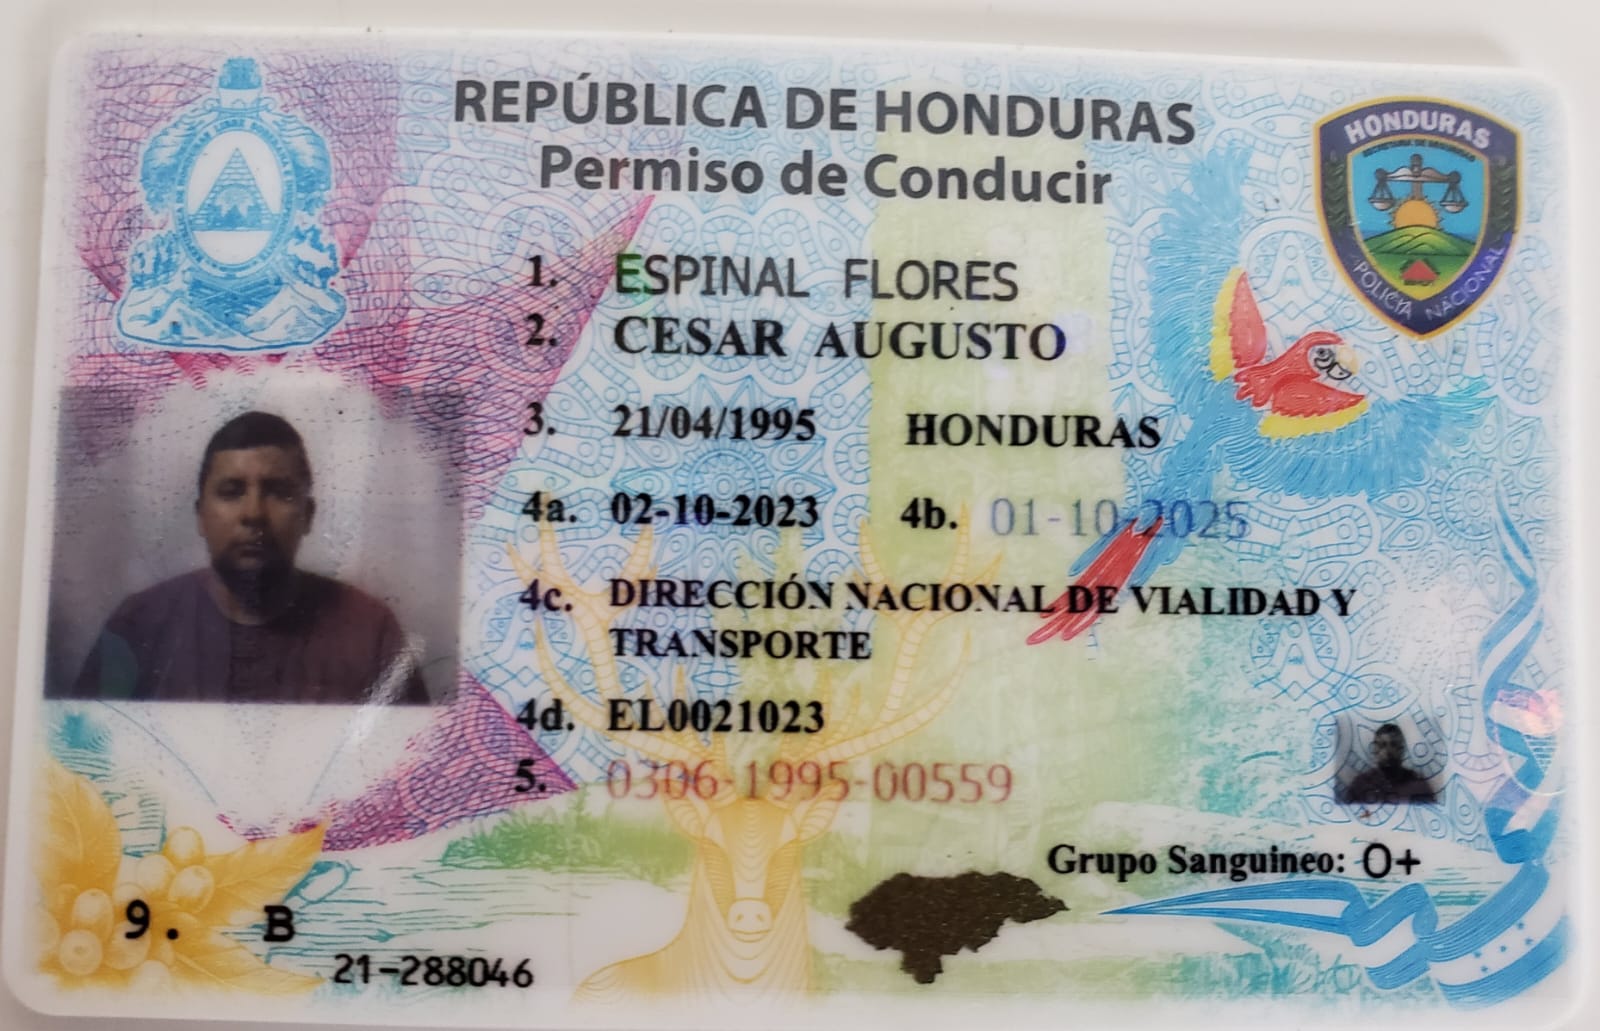 REPÚBLICA DE HONDURAS
Permiso de Conducir
HONDURAS
POLICÍA NACIONAL
1. ESPINAL FLORES
2. CESAR AUGUSTO
3. 21/04/1995 HONDURAS
4a. 02-10-2023 4b. 01-10-2025
4c. DIRECCIÓN NACIONAL DE VIALIDAD Y
TRANSPORTE
4d. EL0021023
5. 0306-1995-00559
Grupo Sanguineo: O+
9. B
21-288046